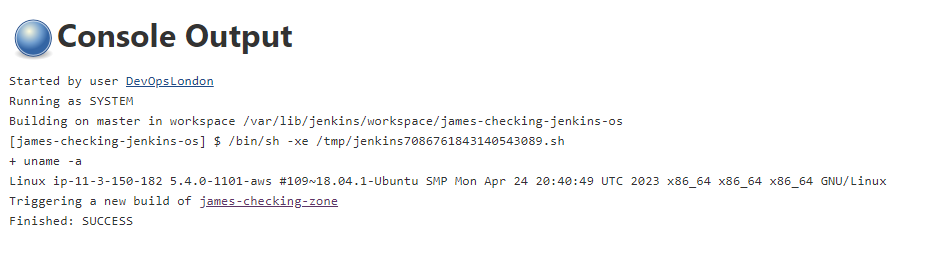 Console Output
Started by user DevOpsLondon
Running as SYSTEM
Building on master in workspace /var/lib/jenkins/workspace/james-checking-jenkins-os
[james-checking-jenkins-os] $ /bin/sh -xe /tmp/jenkins7086761843140543089.sh
+ uname -a
Linux ip-11-3-150-182 5.4.0-1101-aws #109~18.04.1-Ubuntu SMP Mon Apr 24 20:40:49 UTC 2023 x86_64 x86_64 x86_64 GNU/Linux
Triggering a new build of james-checking-zone
Finished: SUCCESS